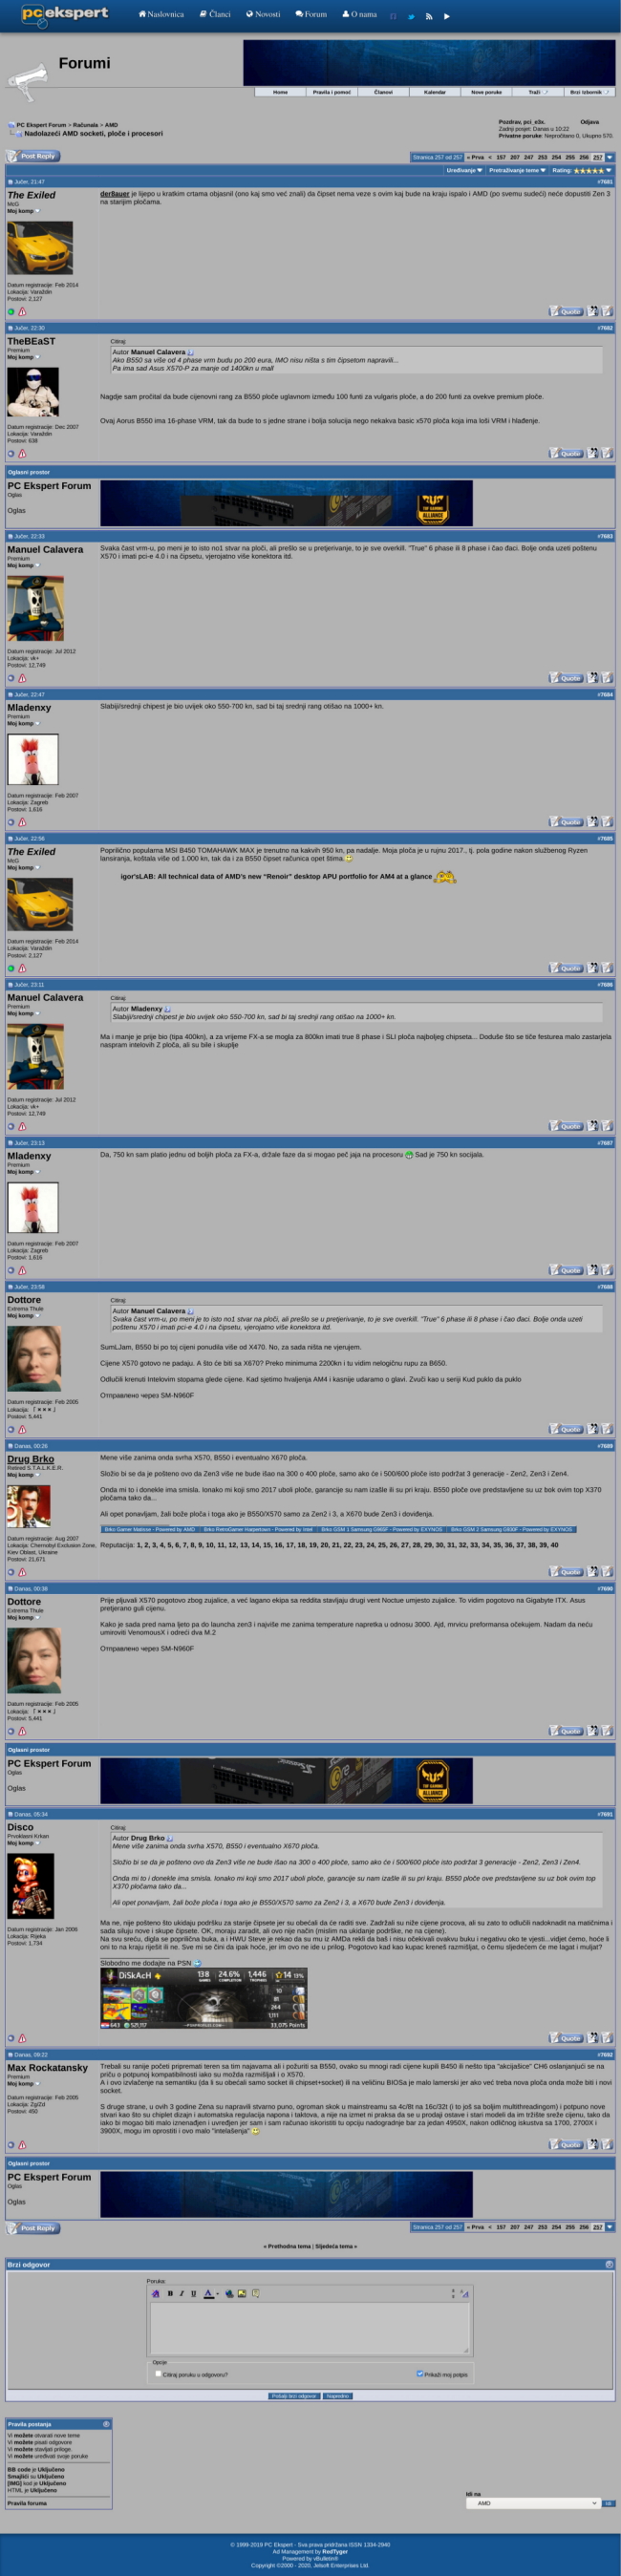 pcekspert
Naslovnica Članci Novosti Forum O nama
Forumi
Home Pravila i pomoć Članovi Kalendar Nove poruke Traži Brzi Izbornik
PC Ekspert Forum > Računala > AMD
Nadolazeći AMD socketi, ploče i procesori
Pozdrav, pci_e3x. Odjava
Zadnji posjet: Danas u 10:22
Privatne poruke: Nepročitano 0, Ukupno 570.
Post Reply
Stranica 257 od 257 « Prva < 157 207 247 253 254 255 256 257
Uređivanje Pretraživanje teme Rating:
Jučer, 21:47 #7681
The Exiled
McG
Moj komp
Datum registracije: Feb 2014
Lokacija: Varaždin
Postovi: 2,127
der8auer je lijepo u kratkim crtama objasnil (ono kaj smo već znali) da čipset nema veze s ovim kaj bude na kraju ispalo i AMD (po svemu sudeći) neće dopustiti Zen 3
na starijim pločama.
Quote
Jučer, 22:30 #7682
TheBEaST
Premium
Moj komp
Datum registracije: Dec 2007
Lokacija: Varaždin
Postovi: 638
Citiraj:
Autor Manuel Calavera
Ako B550 sa više od 4 phase vrm budu po 200 eura, IMO nisu ništa s tim čipsetom napravili...
Pa ima sad Asus X570-P za manje od 1400kn u mall
Nagdje sam pročital da bude cijenovni rang za B550 ploče uglavnom između 100 funti za vulgaris ploče, a do 200 funti za ovekve premium ploče.
Ovaj Aorus B550 ima 16-phase VRM, tak da bude to s jedne strane i bolja solucija nego nekakva basic x570 ploča koja ima loši VRM i hlađenje.
Quote
Oglasni prostor
PC Ekspert Forum
Oglas
Oglas
Jučer, 22:33 #7683
Manuel Calavera
Premium
Moj komp
Datum registracije: Jul 2012
Lokacija: vk+
Postovi: 12,749
Svaka čast vrm-u, po meni je to isto no1 stvar na ploči, ali prešlo se u pretjerivanje, to je sve overkill. "True" 6 phase ili 8 phase i čao đaci. Bolje onda uzeti poštenu
X570 i imati pci-e 4.0 i na čipsetu, vjerojatno više konektora itd.
Quote
Jučer, 22:47 #7684
Mladenxy
Premium
Moj komp
Datum registracije: Feb 2007
Lokacija: Zagreb
Postovi: 1,616
Slabiji/srednji chipest je bio uvijek oko 550-700 kn, sad bi taj srednji rang otišao na 1000+ kn.
Quote
Jučer, 22:56 #7685
The Exiled
McG
Moj komp
Datum registracije: Feb 2014
Lokacija: Varaždin
Postovi: 2,127
Poprilično popularna MSI B450 TOMAHAWK MAX je trenutno na kakvih 950 kn, pa nadalje. Moja ploča je u rujnu 2017., tj. pola godine nakon službenog Ryzen
lansiranja, koštala više od 1.000 kn, tak da i za B550 čipset računica opet štima
igor'sLAB: All technical data of AMD's new "Renoir" desktop APU portfolio for AM4 at a glance
Quote
Jučer, 23:11 #7686
Manuel Calavera
Premium
Moj komp
Datum registracije: Jul 2012
Lokacija: vk+
Postovi: 12,749
Citiraj:
Autor Mladenxy
Slabiji/srednji chipest je bio uvijek oko 550-700 kn, sad bi taj srednji rang otišao na 1000+ kn.
Ma i manje je prije bio (tipa 400kn), a za vrijeme FX-a se mogla za 800kn imati true 8 phase i SLI ploča najboljeg chipseta... Doduše što se tiče festurea malo zastarjela
naspram intelovih Z ploča, ali su bile i skuplje
Quote
Jučer, 23:13 #7687
Mladenxy
Premium
Moj komp
Datum registracije: Feb 2007
Lokacija: Zagreb
Postovi: 1,616
Da, 750 kn sam platio jednu od boljih ploča za FX-a, držale faze da si mogao peč jaja na procesoru Sad je 750 kn socijala.
Quote
Jučer, 23:58 #7688
Dottore
Extrema Thule
Moj komp
Datum registracije: Feb 2005
Lokacija: 「×××」
Postovi: 5,441
Citiraj:
Autor Manuel Calavera
Svaka čast vrm-u, po meni je to isto no1 stvar na ploči, ali prešlo se u pretjerivanje, to je sve overkill. "True" 6 phase ili 8 phase i čao đaci. Bolje onda uzeti
poštenu X570 i imati pci-e 4.0 i na čipsetu, vjerojatno više konektora itd.
SumLJam, B550 bi po toj cijeni ponudila više od X470. No, za sada ništa ne vjerujem.
Cijene X570 gotovo ne padaju. A što će biti sa X670? Preko minimuma 2200kn i tu vidim nelogičnu rupu za B650.
Odlučili krenuti Intelovim stopama glede cijene. Kad sjetimo hvaljenja AM4 i kasnije udaramo o glavi. Zvuči kao u seriji Kud puklo da puklo
Отправлено через SM-N960F
Quote
Danas, 00:26 #7689
Drug Brko
Retired S.T.A.L.K.E.R.
Moj komp
Datum registracije: Aug 2007
Lokacija: Chernobyl Exclusion Zone,
Kiev Oblast, Ukraine
Postovi: 21,671
Mene više zanima onda svrha X570, B550 i eventualno X670 ploča.
Složio bi se da je pošteno ovo da Zen3 više ne bude išao na 300 o 400 ploče, samo ako će i 500/600 ploče isto podržat 3 generacije - Zen2, Zen3 i Zen4.
Onda mi to i donekle ima smisla. Ionako mi koji smo 2017 uboli ploče, garancije su nam izašle ili su pri kraju. B550 ploče ove predstavljene su uz bok ovim top X370
pločama tako da...
Ali opet ponavljam, žali bože ploča i toga ako je B550/X570 samo za Zen2 i 3, a X670 bude Zen3 i doviđenja.
Brko Gamer Matisse - Powered by AMD | Brko RetroGamer Harpertown - Powered by Intel | Brko GSM 1 Samsung G965F - Powered by EXYNOS | Brko GSM 2 Samsung G930F - Powered by EXYNOS
Reputacija: 1, 2, 3, 4, 5, 6, 7, 8, 9, 10, 11, 12, 13, 14, 15, 16, 17, 18, 19, 20, 21, 22, 23, 24, 25, 26, 27, 28, 29, 30, 31, 32, 33, 34, 35, 36, 37, 38, 39, 40
Quote
Danas, 00:38 #7690
Dottore
Extrema Thule
Moj komp
Datum registracije: Feb 2005
Lokacija: 「×××」
Postovi: 5,441
Prije pljuvali X570 pogotovo zbog zujalice, a već lagano ekipa sa reddita stavljaju drugi vent Noctue umjesto zujalice. To vidim pogotovo na Gigabyte ITX. Asus
pretjerano guli cijenu.
Kako je sada pred nama ljeto pa do launcha zen3 i najviše me zanima temperature napretka u odnosu 3000. Ajd, mrvicu preformansa očekujem. Nadam da neću
umiroviti VenomousX i odreći dva M.2
Отправлено через SM-N960F
Quote
Oglasni prostor
PC Ekspert Forum
Oglas
Oglas
Danas, 05:34 #7691
Disco
Prvoklasni Krkan
Moj komp
Datum registracije: Jan 2006
Lokacija: Rijeka
Postovi: 1,734
Citiraj:
Autor Drug Brko
Mene više zanima onda svrha X570, B550 i eventualno X670 ploča.
Složio bi se da je pošteno ovo da Zen3 više ne bude išao na 300 o 400 ploče, samo ako će i 500/600 ploče isto podržat 3 generacije - Zen2, Zen3 i Zen4.
Onda mi to i donekle ima smisla. Ionako mi koji smo 2017 uboli ploče, garancije su nam izašle ili su pri kraju. B550 ploče ove predstavljene su uz bok ovim top
X370 pločama tako da...
Ali opet ponavljam, žali bože ploča i toga ako je B550/X570 samo za Zen2 i 3, a X670 bude Zen3 i doviđenja.
Ma ne, nije pošteno što ukidaju podršku za starije čipsete jer su obećali da će raditi sve. Zadržali su niže cijene procova, ali su zato to odlučili nadoknadit na matičnima i
sada siluju nove i skupe čipsete. OK, moraju zaradit, ali ovo nije način (mislim na ukidanje podrške, ne na cijene).
Na svu sreću, digla se poprilična buka, a i HWU Steve je rekao da su mu iz AMDa rekli da baš i nisu očekivali ovakvu buku i negativu oko te vijesti...vidjet ćemo, hoće li
oni to na kraju riješit ili ne. Sve mi se čini da ipak hoće, jer im ovo ne ide u prilog. Pogotovo kad kao kupac kreneš razmišljat, o čemu sljedećem će me lagat i muljat?
Slobodno me dodajte na PSN
DiSkAcH 138 GAMES 24.6% COMPLETION 1,446 TROPHIES 14 13%
10
81
244
1,111
643 521,117 33,075 Points
Quote
Danas, 09:22 #7692
Max Rockatansky
Premium
Moj komp
Datum registracije: Feb 2005
Lokacija: Zg/Zd
Postovi: 450
Trebali su ranije početi pripremati teren sa tim najavama ali i požuriti sa B550, ovako su mnogi radi cijene kupili B450 ili nešto tipa "akcijašice" CH6 oslanjarijući se na
priču o potpunoj kompatibilnosti iako su možda razmišljali i o X570.
A i ovo izvlačenje na semantiku (da li su obećali samo socket ili chipset+socket) ili na veličinu BIOSa je malo lamerski jer ako već treba nova ploča onda može biti i novi
socket.
S druge strane, u ovih 3 godine Zena su napravili stvarno puno, ogroman skok u mainstreamu sa 4c/8t na 16c/32t (i to još sa boljim multithreadingom) i potpuno nove
stvari kao što su chiplet dizajn i automatska regulacija napona i taktova, a nije na izmet ni praksa da se u prodaji ostave i stari modeli da im tržište sreže cijenu, tako da
iako bi mogao biti malo iznenađen i uvređen jer sam i sam računao iskoristiti tu opciju nadogradnje bar za jedan 4950X, nakon odličnog iskustva sa 1700, 2700X i
3900X, mogu im oprostiti i ovo malo "intelašenja"
Quote
Oglasni prostor
PC Ekspert Forum
Oglas
Oglas
Post Reply
Stranica 257 od 257 « Prva < 157 207 247 253 254 255 256 257
« Prethodna tema | Sljedeća tema »
Brzi odgovor
Poruka:
B I U A
Opcije
Citiraj poruku u odgovoru?
Prikaži moj potpis
Pošalji brzi odgovor Napredno
Pravila postanja
Vi možete otvarati nove teme
Vi možete pisati odgovore
Vi možete stavljati priloge
Vi možete uređivati svoje poruke
BB code je Uključeno
Smajlići su Uključeno
[IMG] kod je Uključeno
HTML je Uključeno
Pravila foruma
Idi na
AMD
Idi
© 1999-2019 PC Ekspert - Sva prava pridržana ISSN 1334-2940
Ad Management by RedTyger
Powered by vBulletin®
Copyright ©2000 - 2020, Jelsoft Enterprises Ltd.